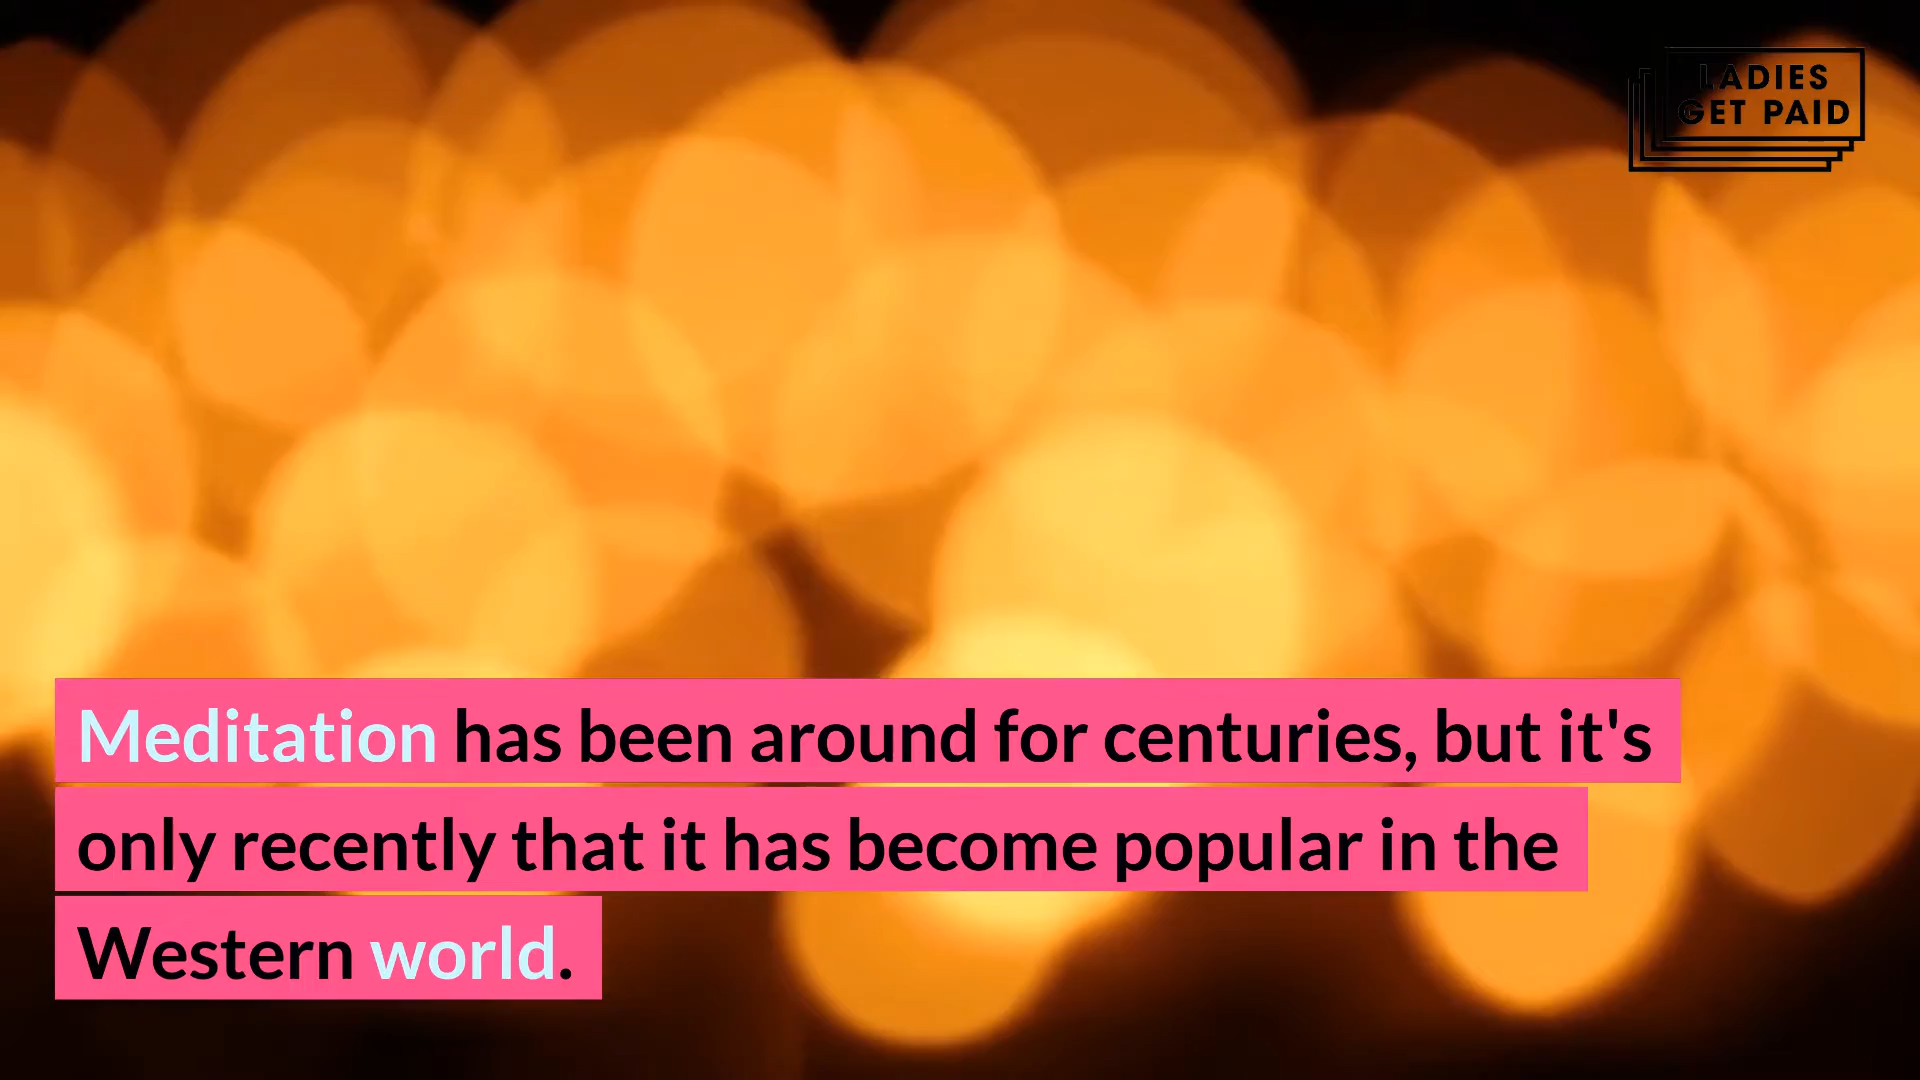 LADIES
GET PAID
Meditation has been around for centuries, but it's
only recently that it has become popular in the
Western world.